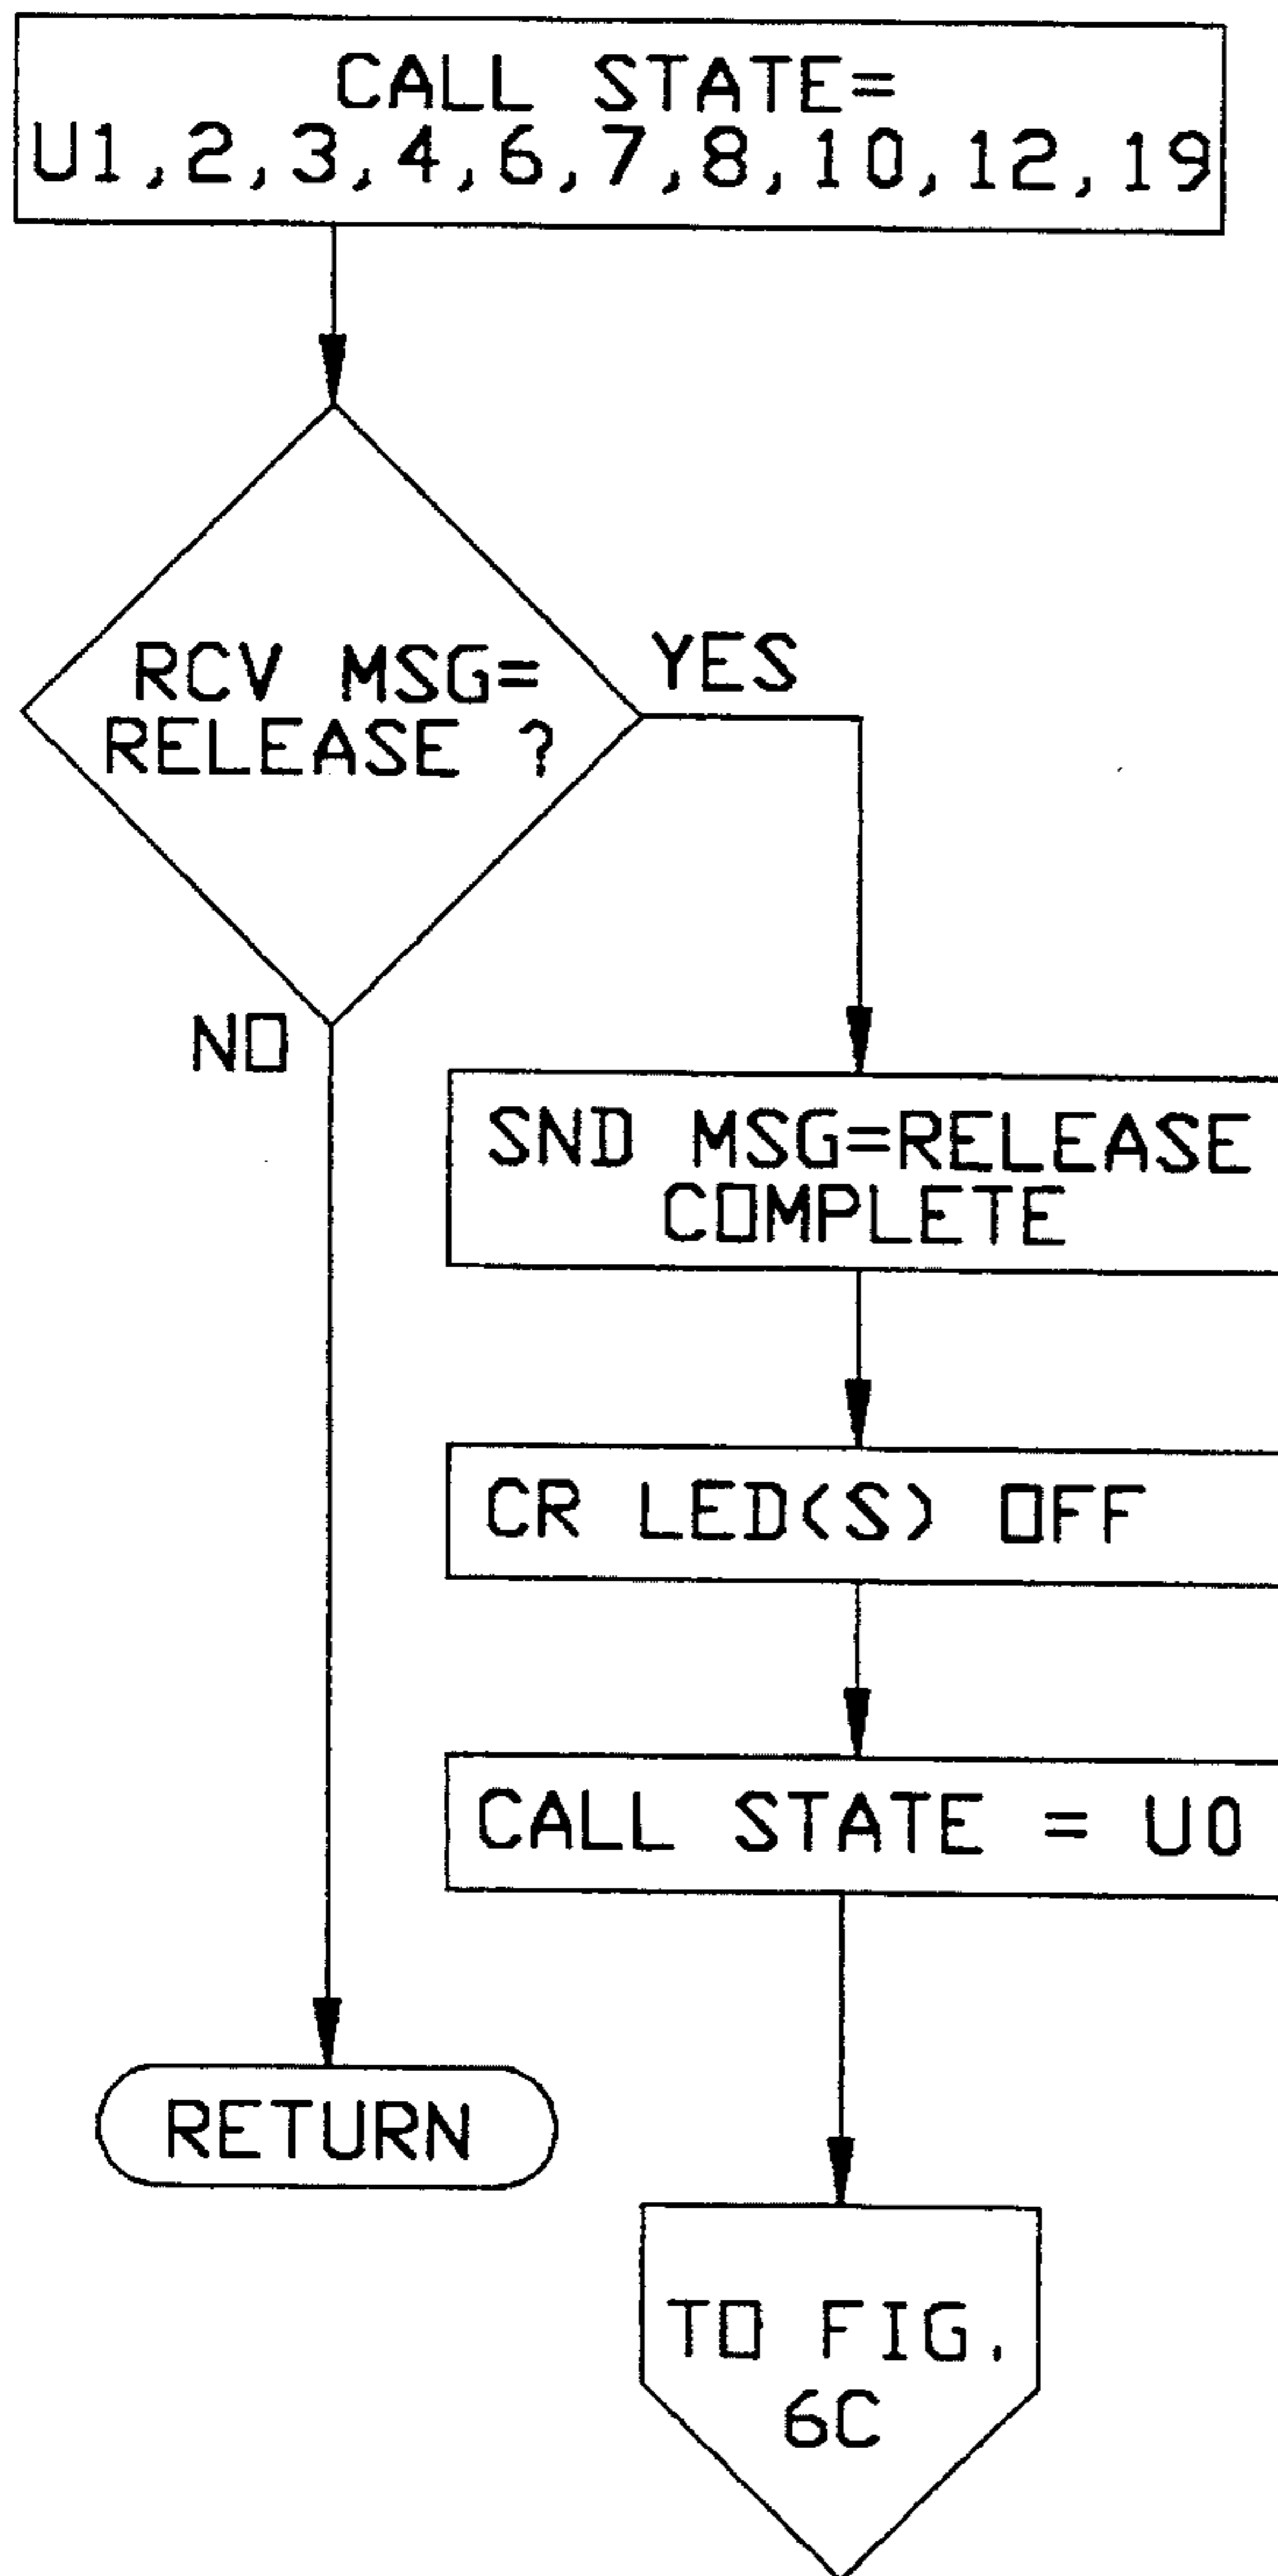 CALL STATE=
U1,2,3,4,6,7,8,10,12,19
RCV MSG=
RELEASE ?
YES
NO
SND MSG=RELEASE
COMPLETE
CR LED(S) OFF
CALL STATE = U0
RETURN
TO FIG.
6C